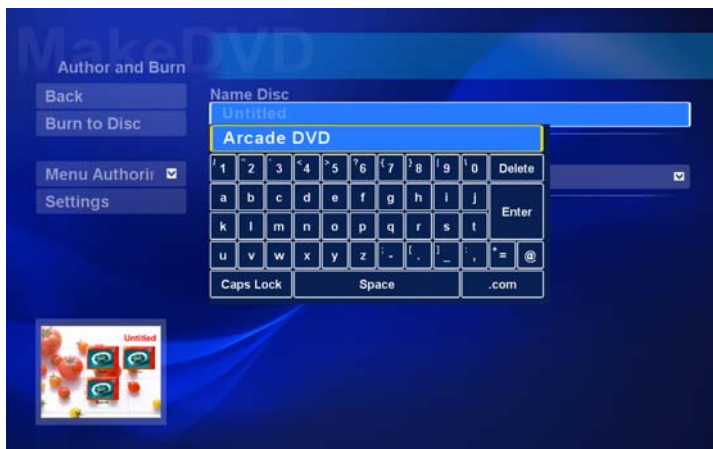 MakeDVD
Author and Burn
Back
Burn to Disc
Menu Authorin
Settings
Name Disc
Untitled
Arcade DVD
/ 1 " 2 ' 3 < 4 > 5 ? 6 { 7 } 8 | 9 \ 0 Delete
a b c d e f g h i j
Enter
k l m n o p q r s t
u v w x y z ; - [ . ] _ : , + = @
Caps Lock Space .com
Untitled